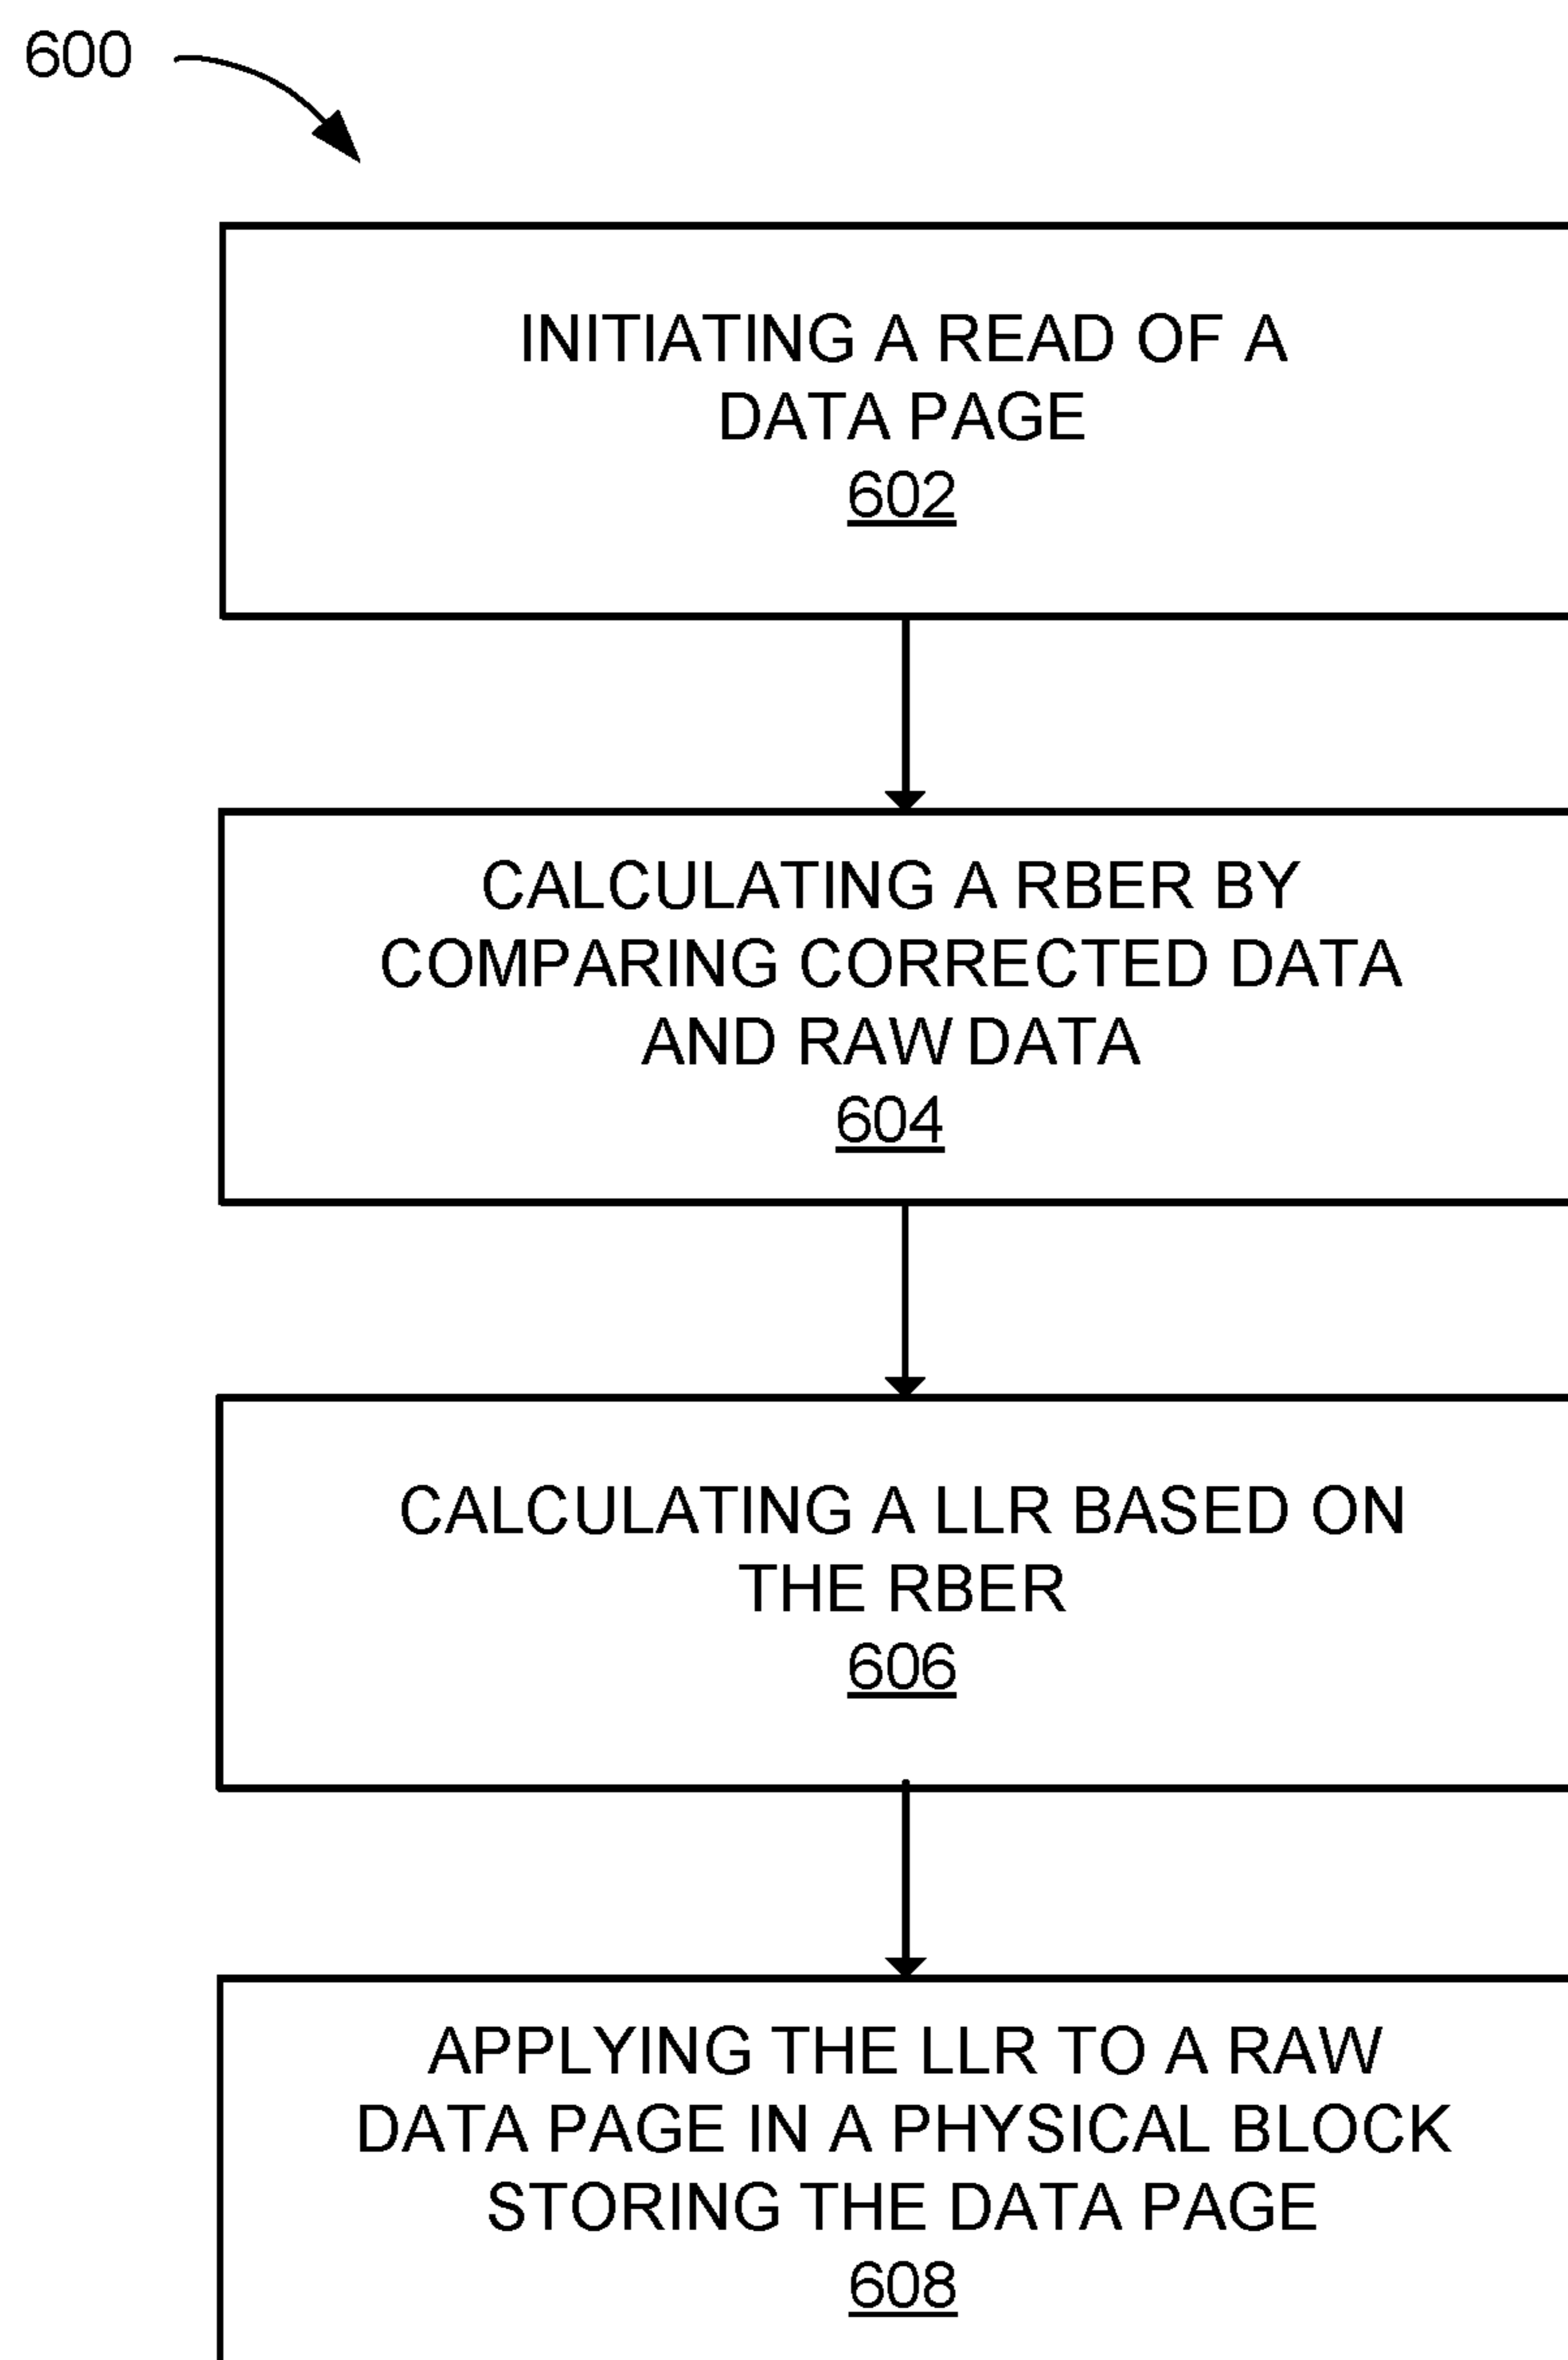 600
INITIATING A READ OF A
DATA PAGE
602
CALCULATING A RBER BY
COMPARING CORRECTED DATA
AND RAW DATA
604
CALCULATING A LLR BASED ON
THE RBER
606
APPLYING THE LLR TO A RAW
DATA PAGE IN A PHYSICAL BLOCK
STORING THE DATA PAGE
608